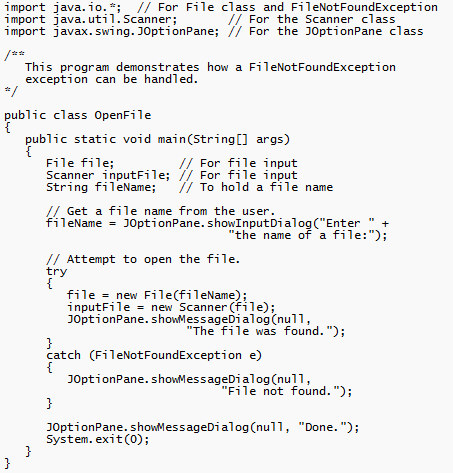 import java.io.*;  // For File class and FileNotFoundException
import java.util.Scanner;       // For the Scanner class
import javax.swing.JOptionPane; // For the JOptionPane class

/**
   This program demonstrates how a FileNotFoundException
   exception can be handled.
*/

public class OpenFile
{
   public static void main(String[] args)
   {
      File file;         // For file input
      Scanner inputFile; // For file input
      String fileName;   // To hold a file name

      // Get a file name from the user.
      fileName = JOptionPane.showInputDialog("Enter " +
                                "the name of a file:");

      // Attempt to open the file.
      try
      {
         file = new File(fileName);
         inputFile = new Scanner(file);
         JOptionPane.showMessageDialog(null,
                          "The file was found.");
      }
      catch (FileNotFoundException e)
      {
         JOptionPane.showMessageDialog(null,
                               "File not found.");
      }

      JOptionPane.showMessageDialog(null, "Done.");
      System.exit(0);
   }
}